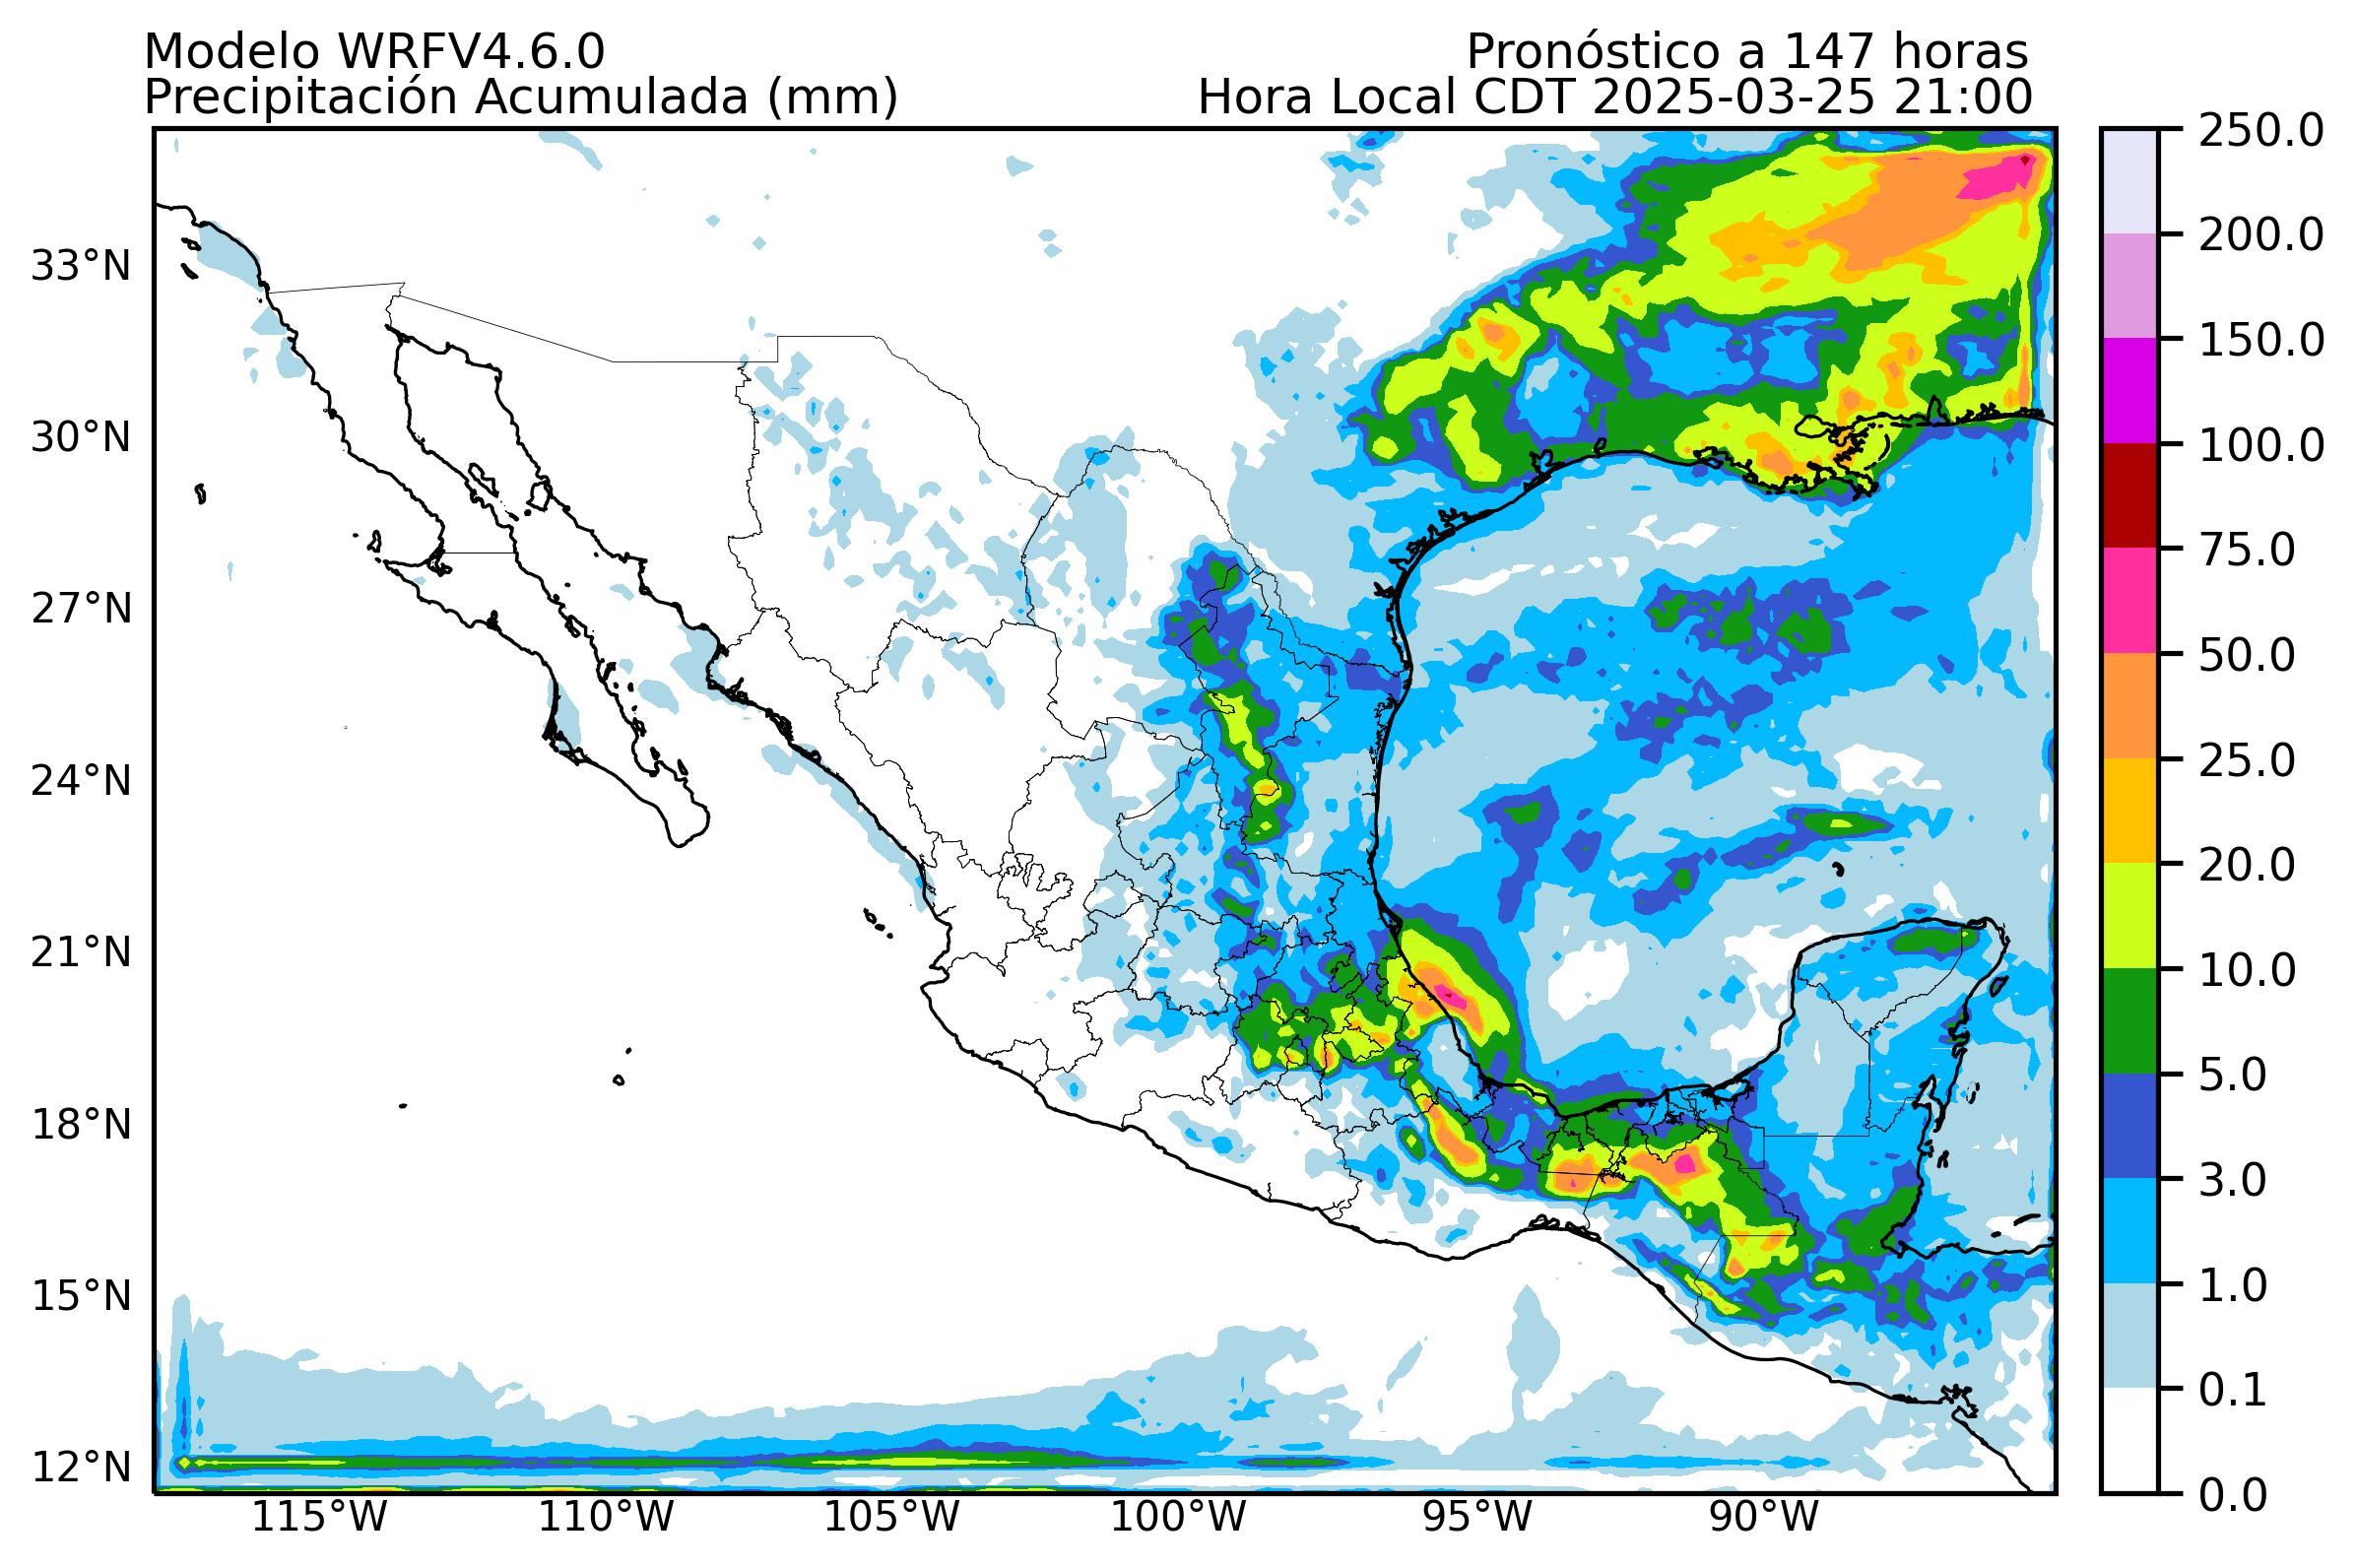 Modelo WRFV4.6.0
Pronóstico a 147 horas
Precipitación Acumulada (mm)
Hora Local CDT 2025-03-25 21:00
33°N
30°N
27°N
24°N
21°N
18°N
15°N
12°N
115°W
110°W
105°W
100°W
95°W
90°W
250.0
200.0
150.0
100.0
75.0
50.0
25.0
20.0
10.0
5.0
3.0
1.0
0.1
0.0